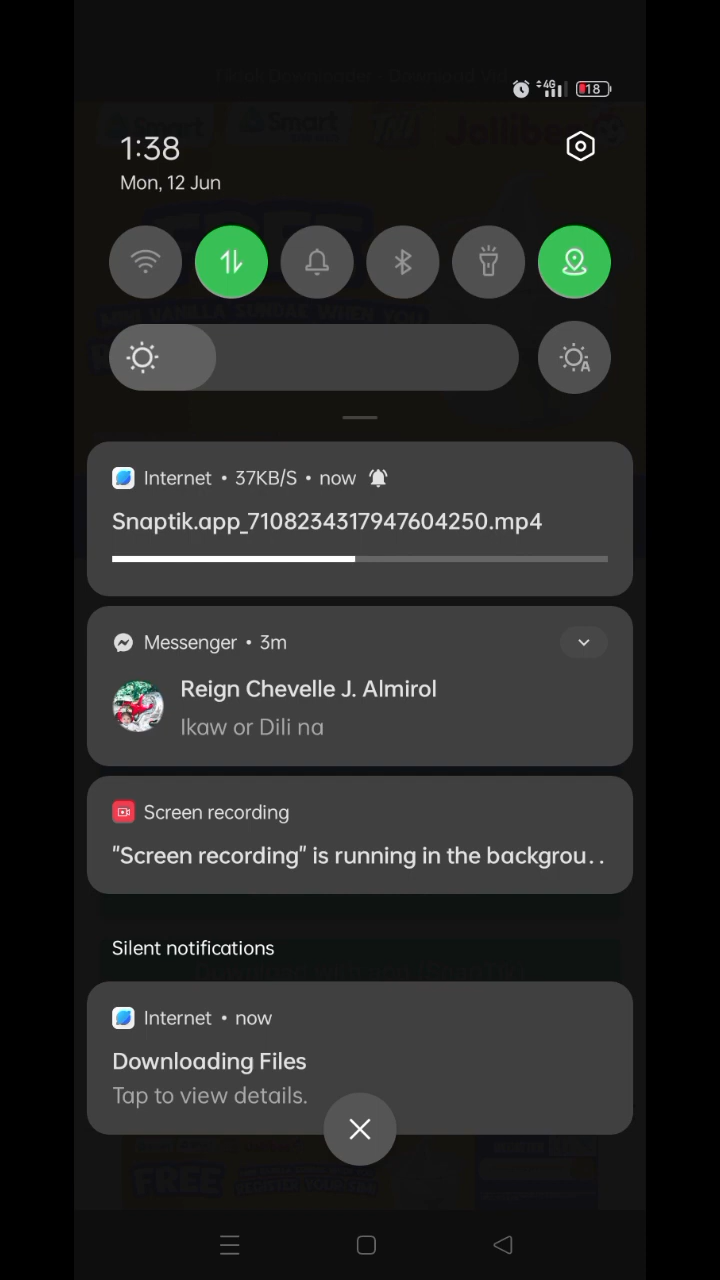 4G
18
1:38
Mon, 12 Jun
A
Internet • 37KB/S • now
Snaptik.app_7108234317947604250.mp4
Messenger • 3m
Reign Chevelle J. Almirol
Ikaw or Dili na
Screen recording
"Screen recording" is running in the backgrou..
Silent notifications
Internet • now
Downloading Files
Tap to view details.
FREE